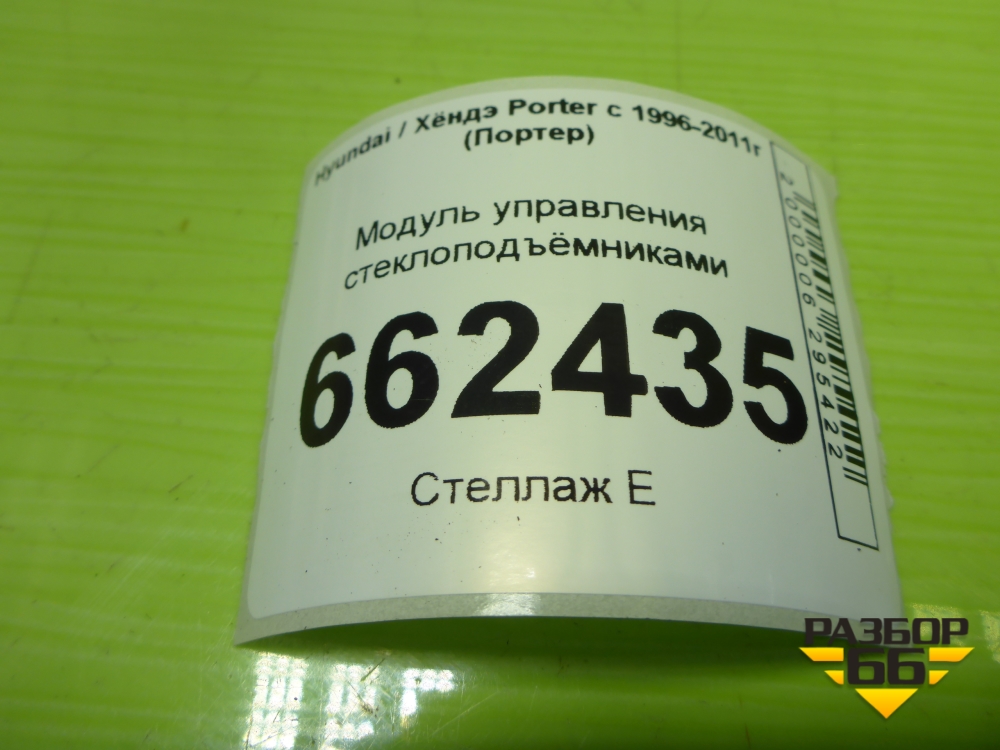 Hyundai / Хёндэ Porter с 1996-2011г
(Портер)
Модуль управления
стеклоподъёмниками
662435
Стеллаж Е
2000006295422
РАЗБОР
66